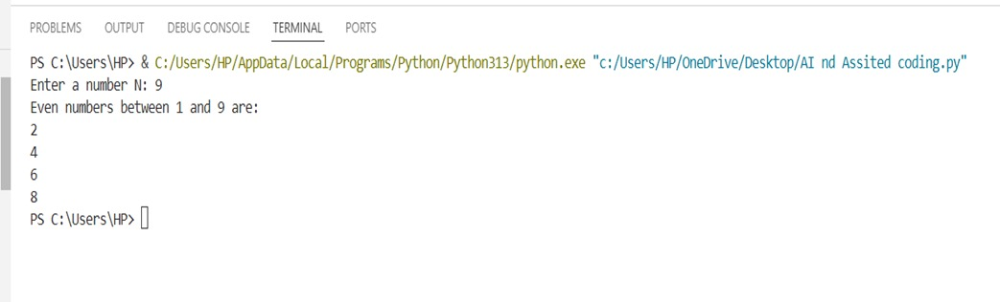 PROBLEMS OUTPUT DEBUG CONSOLE TERMINAL PORTS
PS C:\Users\HP> & C:/Users/HP/AppData/Local/Programs/Python/Python313/python.exe "c:/Users/HP/OneDrive/Desktop/AI nd Assited coding.py"
Enter a number N: 9
Even numbers between 1 and 9 are:
2
4
6
8
PS C:\Users\HP>